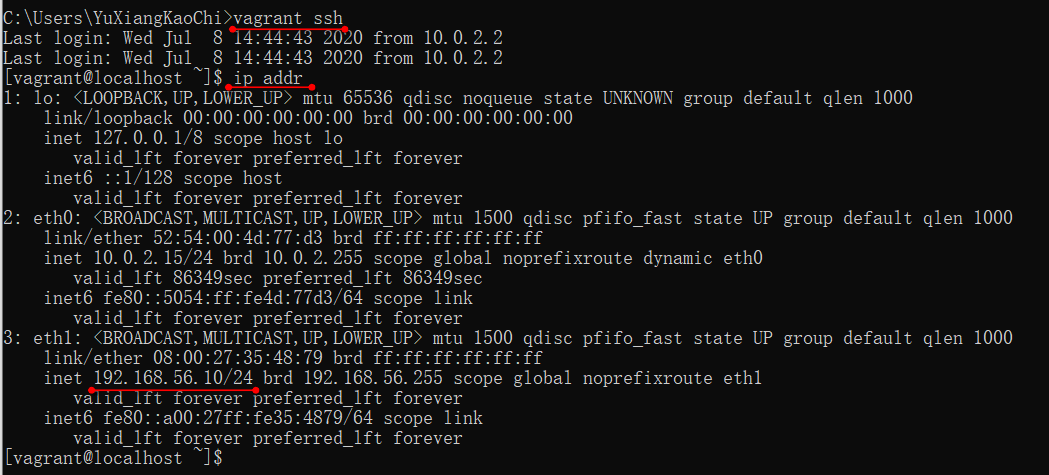 C:\Users\YuXiangKaoChi>vagrant ssh
Last login: Wed Jul  8 14:44:43 2020 from 10.0.2.2
Last login: Wed Jul  8 14:44:43 2020 from 10.0.2.2
[vagrant@localhost ~]$ ip addr
1: lo: <LOOPBACK,UP,LOWER_UP> mtu 65536 qdisc noqueue state UNKNOWN group default qlen 1000
    link/loopback 00:00:00:00:00:00 brd 00:00:00:00:00:00
    inet 127.0.0.1/8 scope host lo
       valid_lft forever preferred_lft forever
    inet6 ::1/128 scope host
       valid_lft forever preferred_lft forever
2: eth0: <BROADCAST,MULTICAST,UP,LOWER_UP> mtu 1500 qdisc pfifo_fast state UP group default qlen 1000
    link/ether 52:54:00:4d:77:d3 brd ff:ff:ff:ff:ff:ff
    inet 10.0.2.15/24 brd 10.0.2.255 scope global noprefixroute dynamic eth0
       valid_lft 86349sec preferred_lft 86349sec
    inet6 fe80::5054:ff:fe4d:77d3/64 scope link
       valid_lft forever preferred_lft forever
3: eth1: <BROADCAST,MULTICAST,UP,LOWER_UP> mtu 1500 qdisc pfifo_fast state UP group default qlen 1000
    link/ether 08:00:27:35:48:79 brd ff:ff:ff:ff:ff:ff
    inet 192.168.56.10/24 brd 192.168.56.255 scope global noprefixroute eth1
       valid_lft forever preferred_lft forever
    inet6 fe80::a00:27ff:fe35:4879/64 scope link
       valid_lft forever preferred_lft forever
[vagrant@localhost ~]$